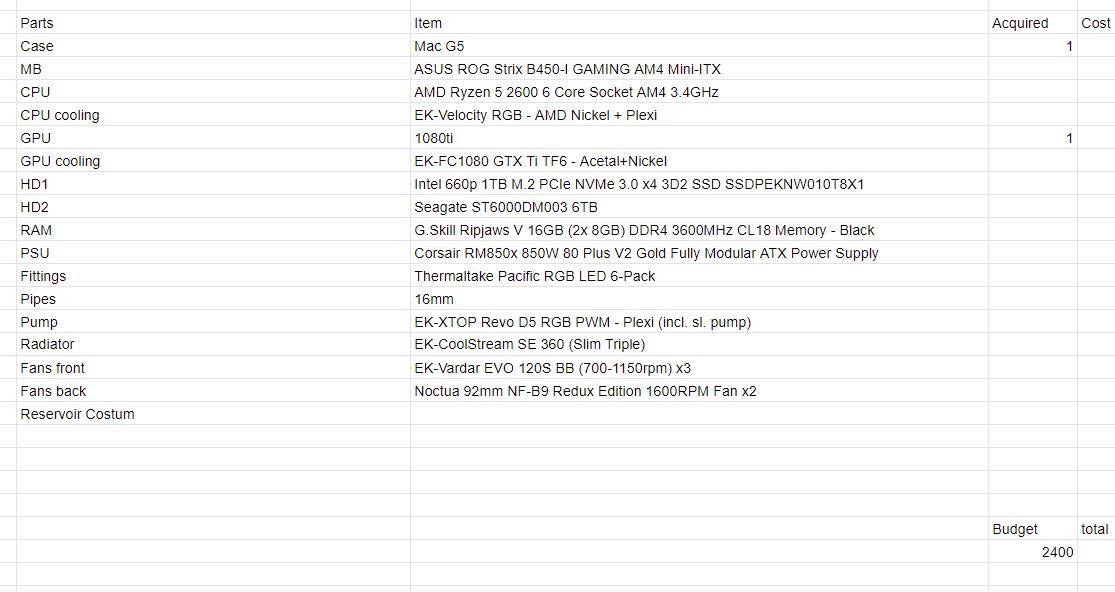 Parts Item Acquired Cost
Case Mac G5 1
MB ASUS ROG Strix B450-I GAMING AM4 Mini-ITX
CPU AMD Ryzen 5 2600 6 Core Socket AM4 3.4GHz
CPU cooling EK-Velocity RGB - AMD Nickel + Plexi
GPU 1080ti 1
GPU cooling EK-FC1080 GTX Ti TF6 - Acetal+Nickel
HD1 Intel 660p 1TB M.2 PCIe NVMe 3.0 x4 3D2 SSD SSDPEKNW010T8X1
HD2 Seagate ST6000DM003 6TB
RAM G.Skill Ripjaws V 16GB (2x 8GB) DDR4 3600MHz CL18 Memory - Black
PSU Corsair RM850x 850W 80 Plus V2 Gold Fully Modular ATX Power Supply
Fittings Thermaltake Pacific RGB LED 6-Pack
Pipes 16mm
Pump EK-XTOP Revo D5 RGB PWM - Plexi (incl. sl. pump)
Radiator EK-CoolStream SE 360 (Slim Triple)
Fans front EK-Vardar EVO 120S BB (700-1150rpm) x3
Fans back Noctua 92mm NF-B9 Redux Edition 1600RPM Fan x2
Reservoir Costum
Budget total
2400